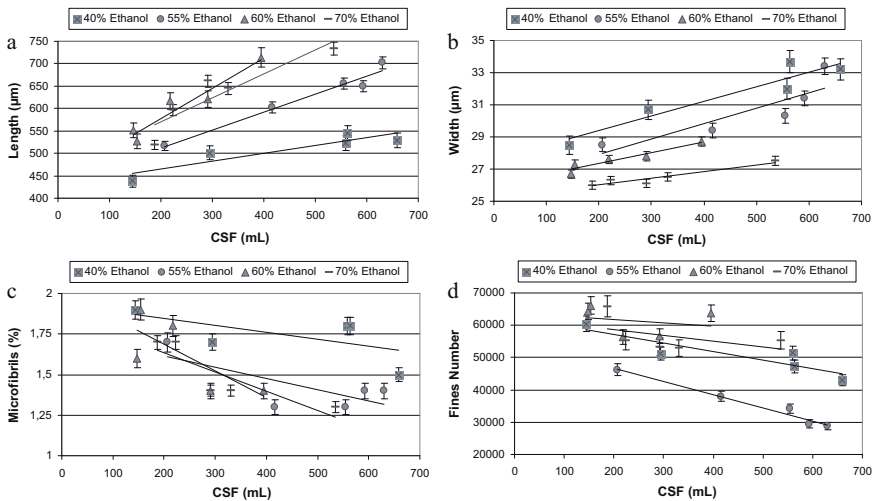 a
40% Ethanol 55% Ethanol 60% Ethanol 70% Ethanol
Length (µm)
750
700
650
600
550
500
450
400
0 100 200 300 400 500 600 700
CSF (mL)
b
40% Ethanol 55% Ethanol 60% Ethanol 70% Ethanol
Width (µm)
35
33
31
29
27
25
0 100 200 300 400 500 600 700
CSF (mL)
c
40% Ethanol 55% Ethanol 60% Ethanol 70% Ethanol
Microfibrils (%)
2
1,75
1,5
1,25
1
0 100 200 300 400 500 600 700
CSF (mL)
d
40% Ethanol 55% Ethanol 60% Ethanol 70% Ethanol
Fines Number
70000
60000
50000
40000
30000
20000
0 100 200 300 400 500 600 700
CSF (mL)